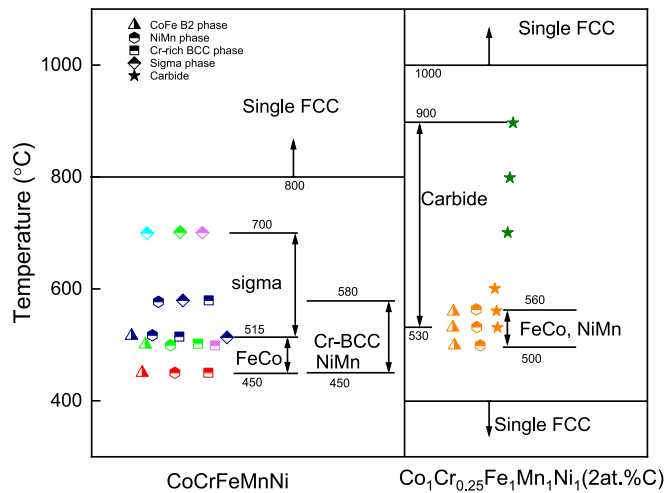 CoFe B2 phase
NiMn phase
Cr-rich BCC phase
Sigma phase
Carbide
Single FCC
1000
900
Carbide
530
560
FeCo, NiMn
500
Single FCC
Single FCC
800
700
sigma
515
FeCo
450
580
Cr-BCC
NiMn
450
Temperature (°C)
1000
800
600
400
CoCrFeMnNi
Co₁Cr₀.₂₅Fe₁Mn₁Ni₁(2at.%C)